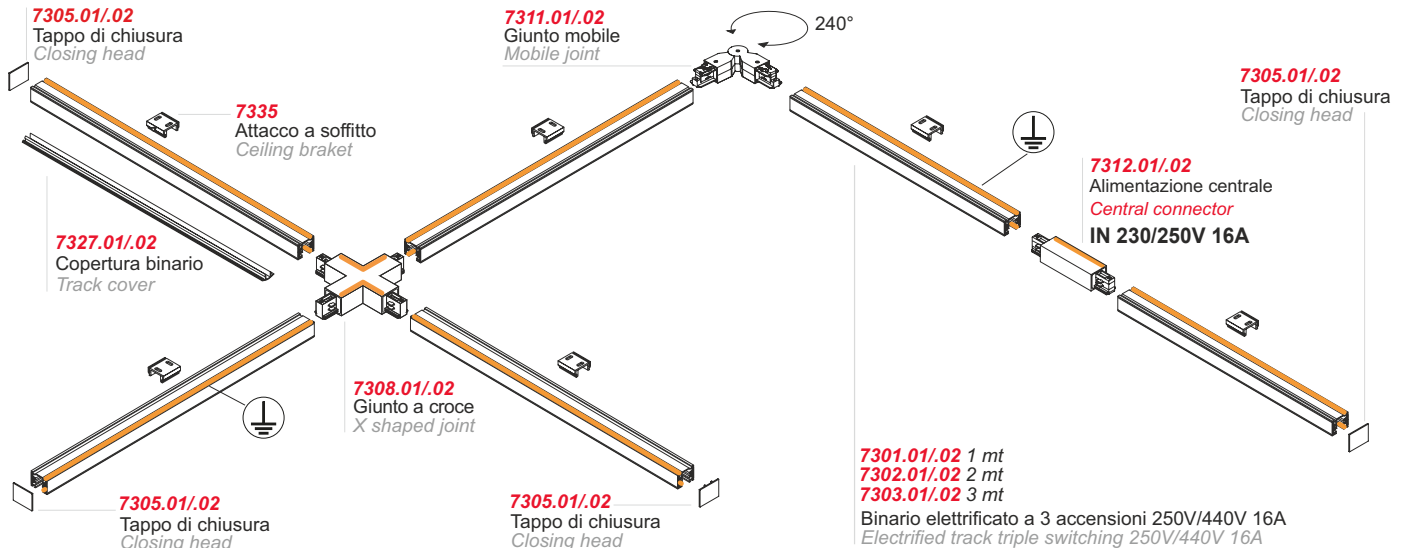 7305.01/.02
Tappo di chiusura
Closing head
7311.01/.02
Giunto mobile
Mobile joint
240°
7305.01/.02
Tappo di chiusura
Closing head
7335
Attacco a soffitto
Ceiling braket
7312.01/.02
Alimentazione centrale
Central connector
IN 230/250V 16A
7327.01/.02
Copertura binario
Track cover
7308.01/.02
Giunto a croce
X shaped joint
7305.01/.02
Tappo di chiusura
Closing head
7305.01/.02
Tappo di chiusura
Closing head
7301.01/.02 1 mt
7302.01/.02 2 mt
7303.01/.02 3 mt
Binario elettrificato a 3 accensioni 250V/440V 16A
Electrified track triple switching 250V/440V 16A